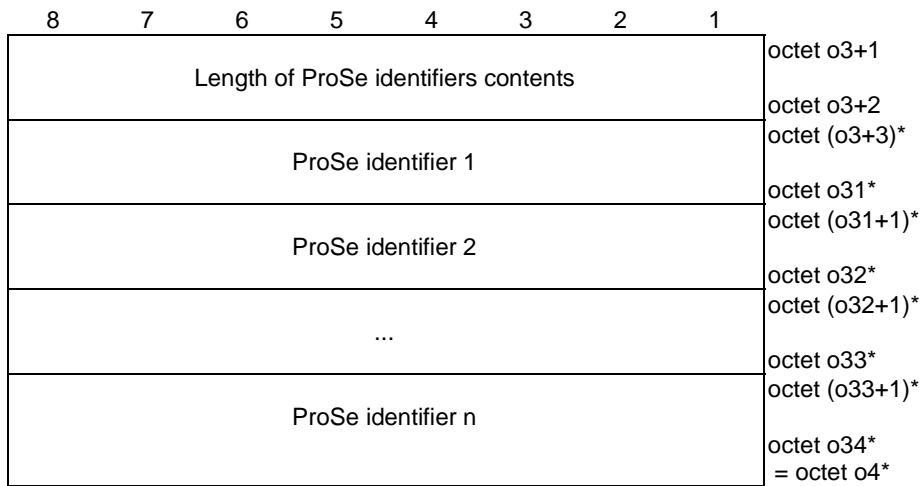 8 7 6 5 4 3 2 1
octet o3+1
Length of ProSe identifiers contents
octet o3+2
octet (o3+3)*
ProSe identifier 1
octet o31*
octet (o31+1)*
ProSe identifier 2
octet o32*
octet (o32+1)*
...
octet o33*
octet (o33+1)*
ProSe identifier n
octet o34*
= octet o4*